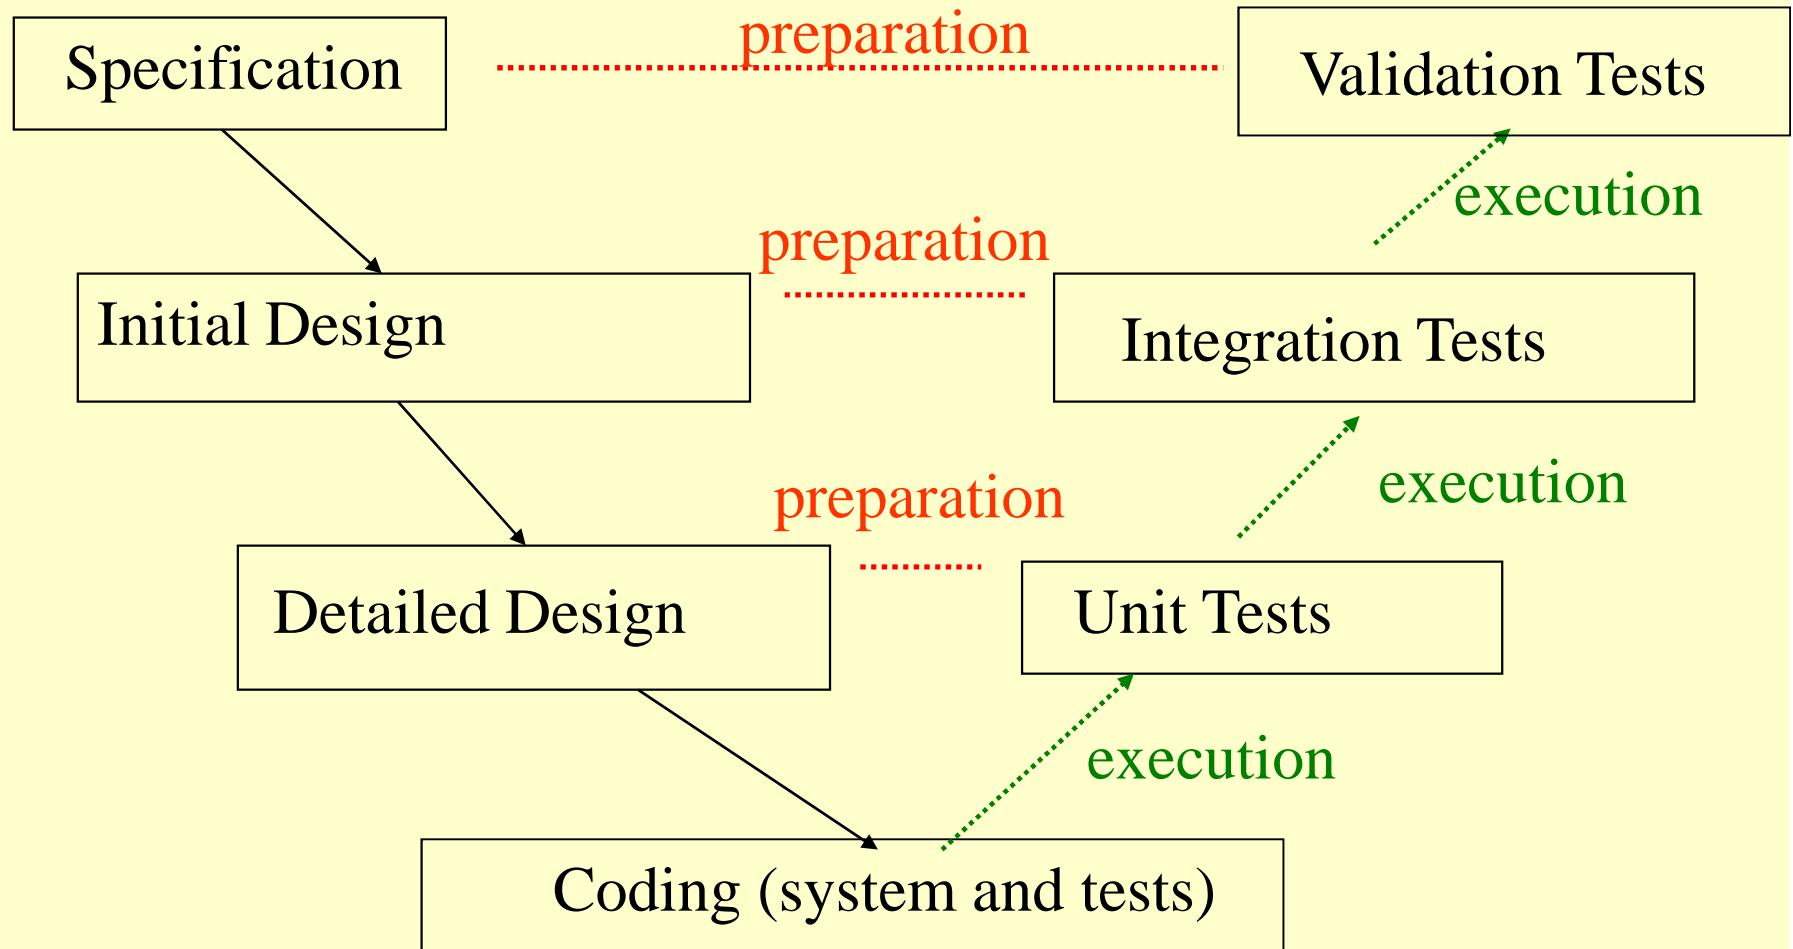 Specification
preparation
Validation Tests
execution
preparation
Initial Design
Integration Tests
preparation
execution
Detailed Design
Unit Tests
execution
Coding (system and tests)